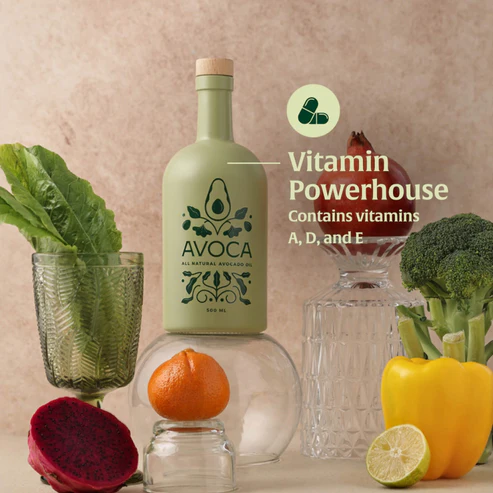 Vitamin
Powerhouse
Contains vitamins
A, D, and E
AVOCA
ALL NATURAL AVOCADO OIL
500 ML